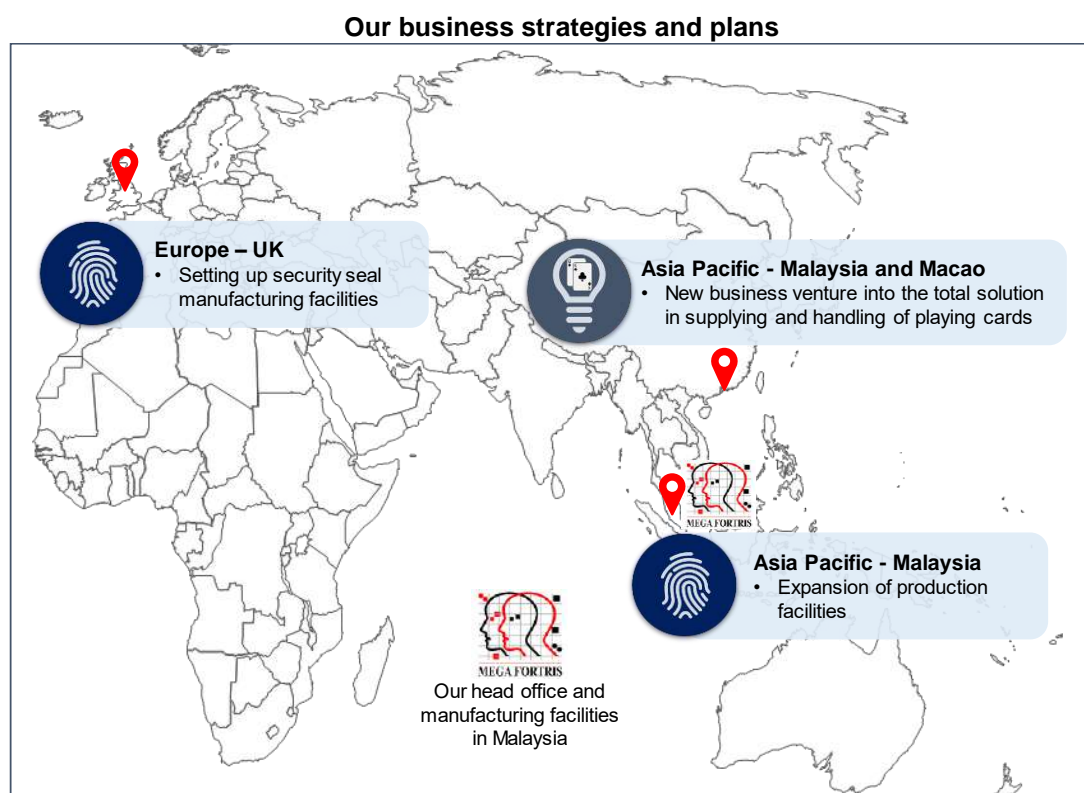 Our business strategies and plans
Europe – UK
• Setting up security seal
manufacturing facilities
Asia Pacific - Malaysia and Macao
• New business venture into the total solution
in supplying and handling of playing cards
MEGA FORTRIS
Asia Pacific - Malaysia
• Expansion of production
facilities
MEGA FORTRIS
Our head office and
manufacturing facilities
in Malaysia